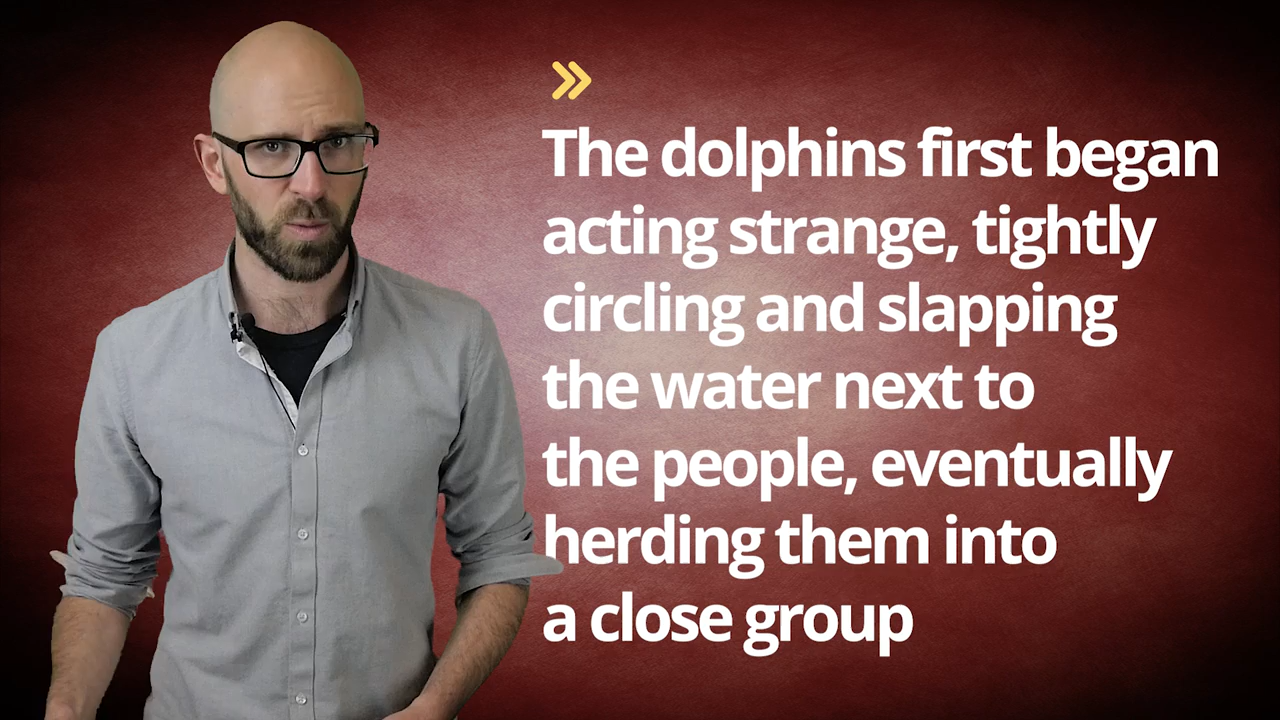 The dolphins first began
acting strange, tightly
circling and slapping
the water next to
the people, eventually
herding them into
a close group